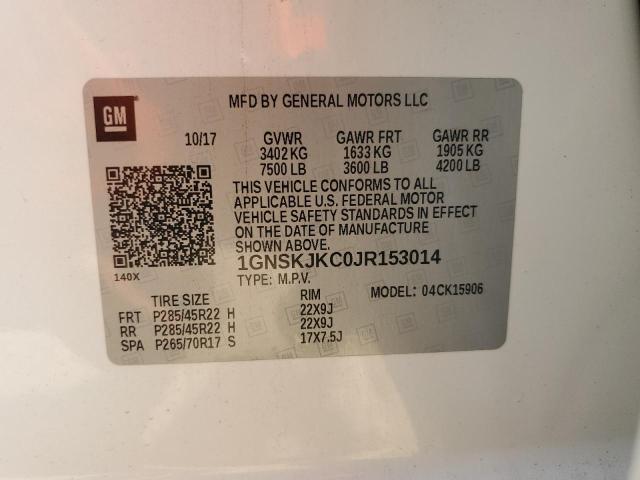 GM
MFD BY GENERAL MOTORS LLC
10/17 GVWR GAWR FRT GAWR RR
3402 KG 1633 KG 1905 KG
7500 LB 3600 LB 4200 LB
THIS VEHICLE CONFORMS TO ALL
APPLICABLE U.S. FEDERAL MOTOR
VEHICLE SAFETY STANDARDS IN EFFECT
ON THE DATE OF MANUFACTURE
SHOWN ABOVE.
1GNSKJKC0JR153014
140X TYPE: M.P.V.
TIRE SIZE RIM MODEL: 04CK15906
FRT P285/45R22 H 22X9J
RR P285/45R22 H 22X9J
SPA P265/70R17 S 17X7.5J